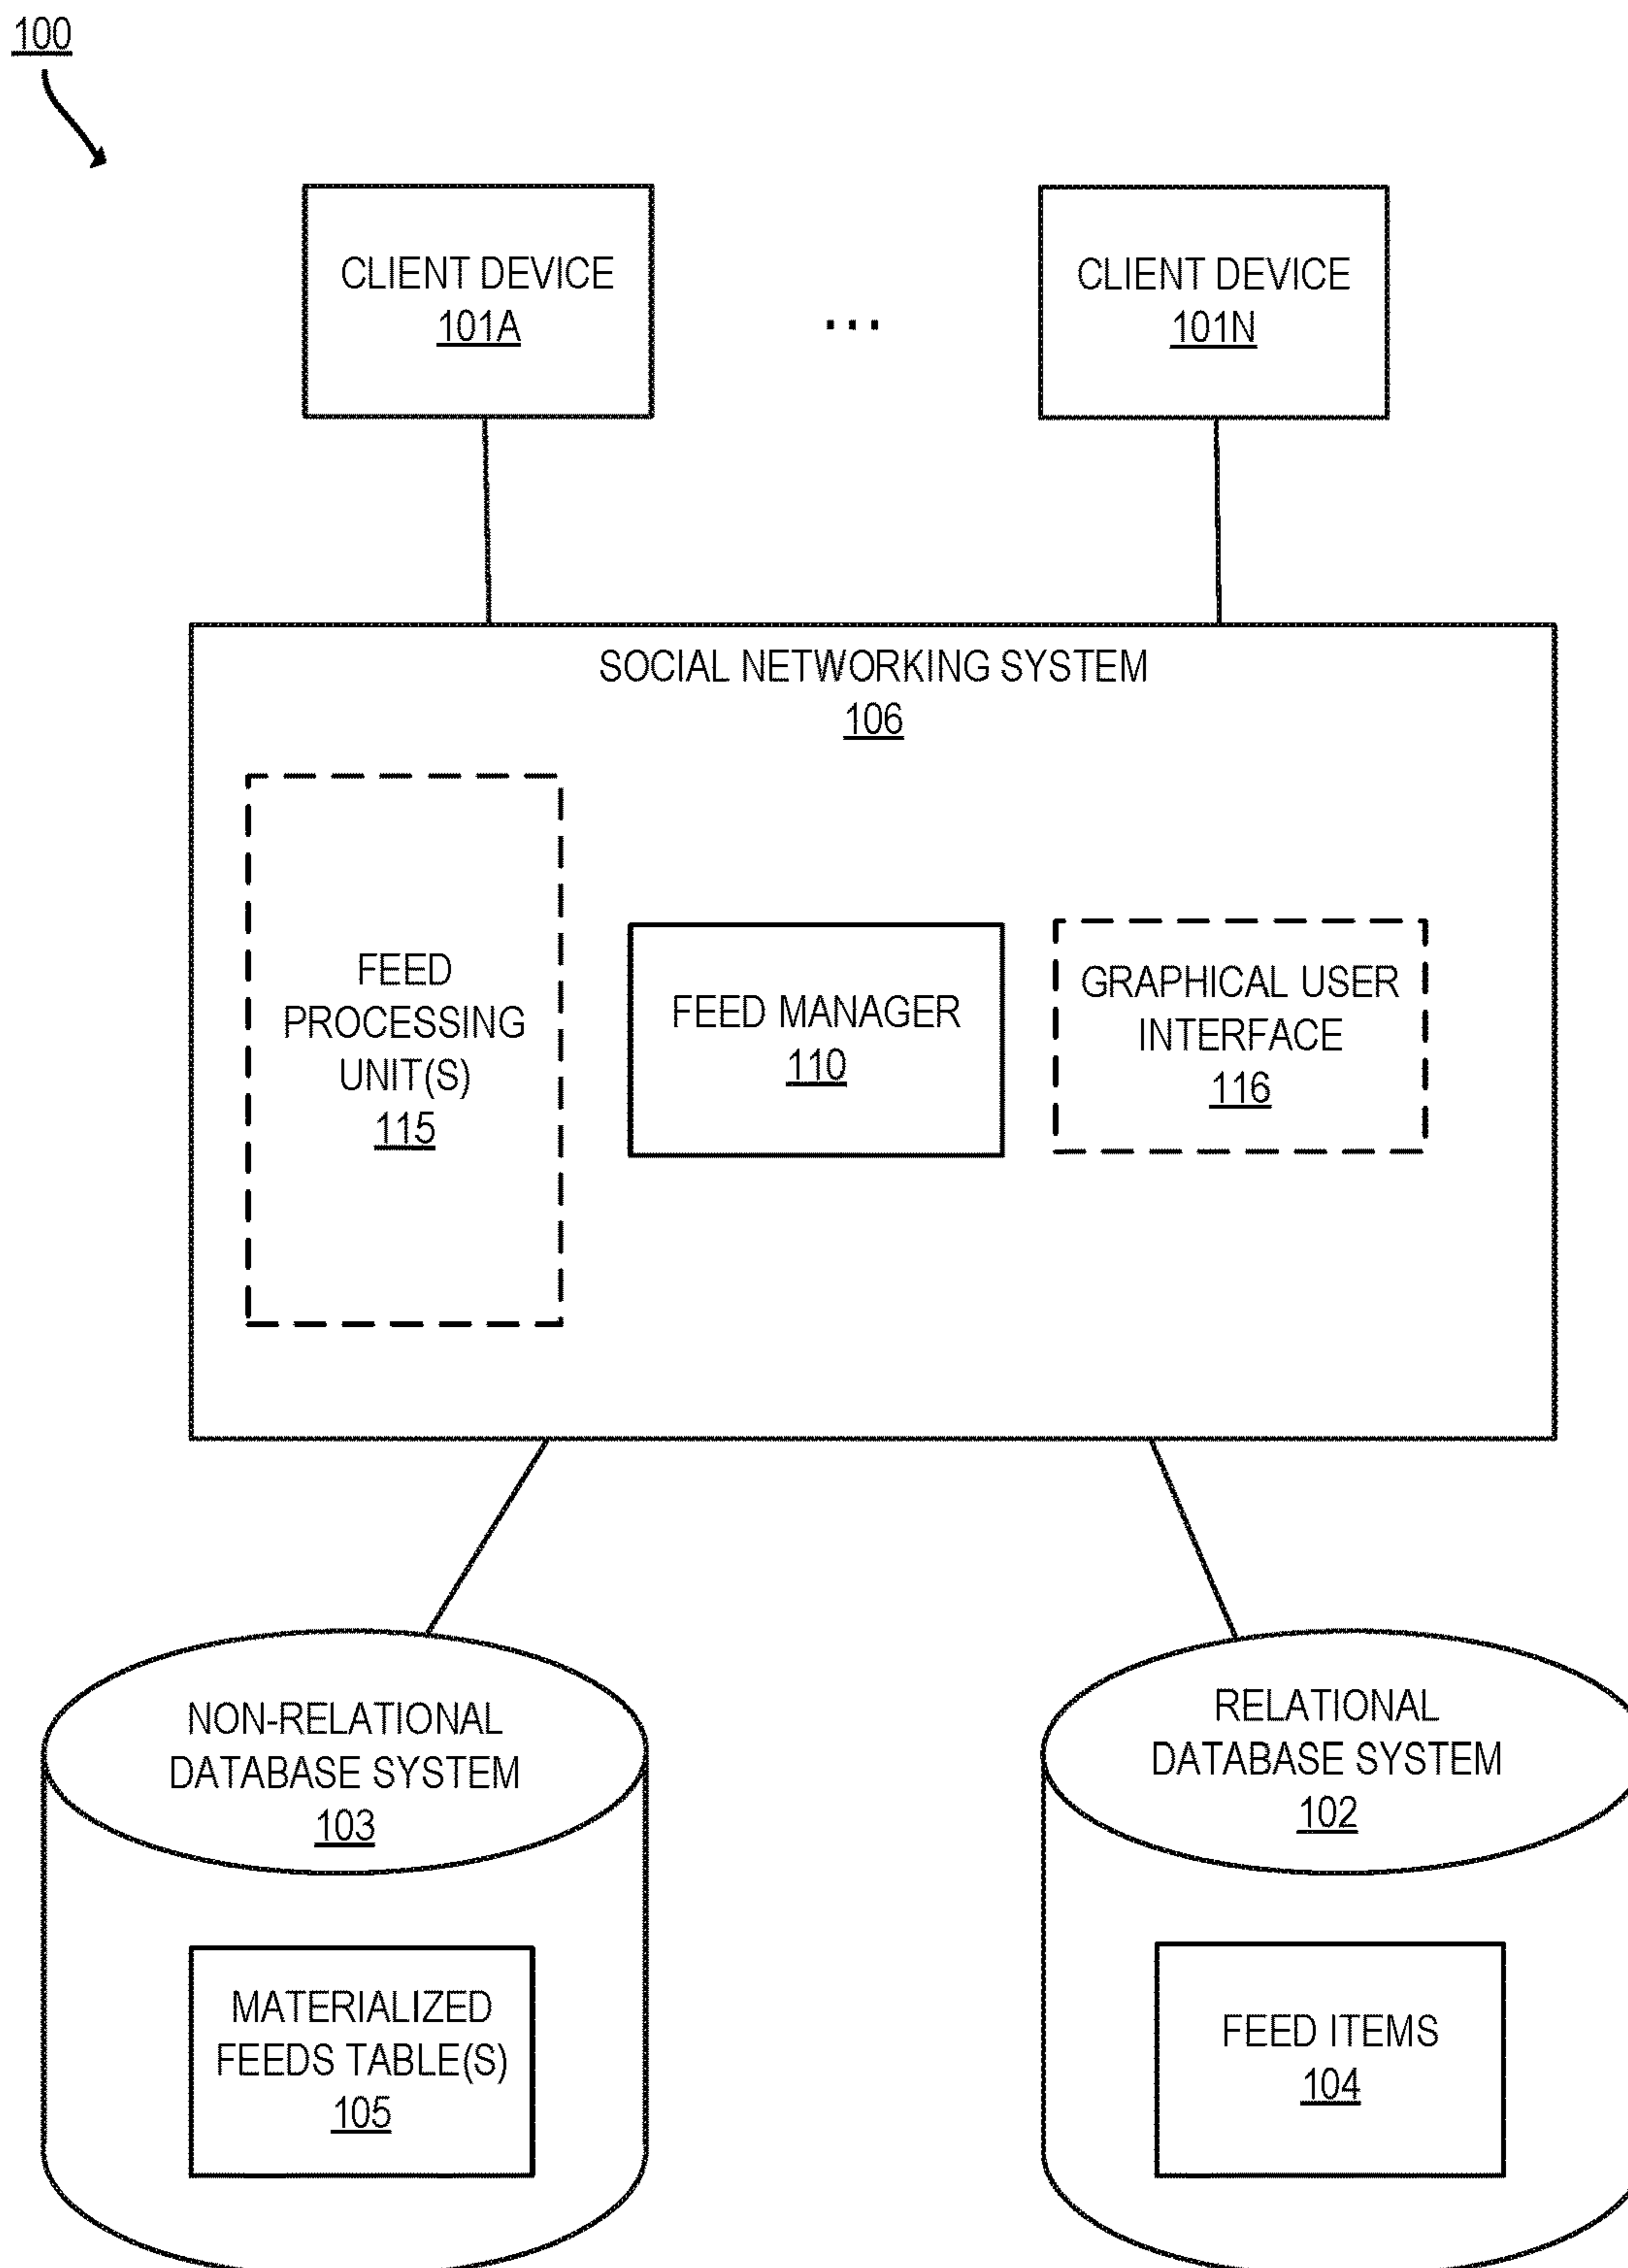 100
CLIENT DEVICE
101A
...
CLIENT DEVICE
101N
SOCIAL NETWORKING SYSTEM
106
FEED
PROCESSING
UNIT(S)
115
FEED MANAGER
110
GRAPHICAL USER
INTERFACE
116
NON-RELATIONAL
DATABASE SYSTEM
103
MATERIALIZED
FEEDS TABLE(S)
105
RELATIONAL
DATABASE SYSTEM
102
FEED ITEMS
104